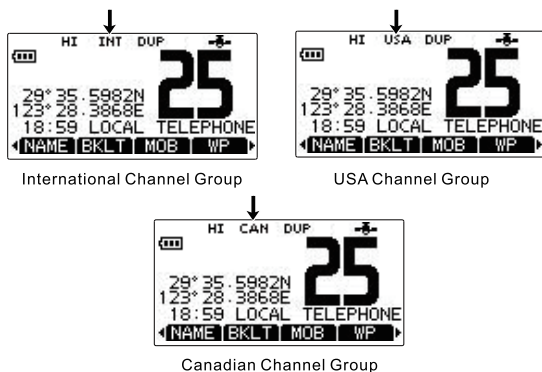 HI INT DUP
25
29° 35.5982N
123° 28.3868E
18:59 LOCAL TELEPHONE
NAME BKLT MOB WP
International Channel Group
HI USA DUP
25
29° 35.5982N
123° 28.3868E
18:59 LOCAL TELEPHONE
NAME BKLT MOB WP
USA Channel Group
HI CAN DUP
25
29° 35.5982N
123° 28.3868E
18:59 LOCAL TELEPHONE
NAME BKLT MOB WP
Canadian Channel Group